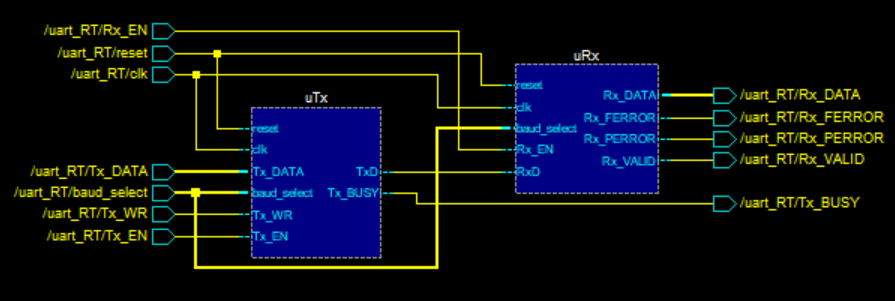 /uart_RT/Rx_EN
/uart_RT/reset
/uart_RT/clk
uTx
reset
clk
/uart_RT/Tx_DATA
Tx_DATA
TxD
/uart_RT/baud_select
baud_select
Tx_BUSY
/uart_RT/Tx_WR
Tx_WR
/uart_RT/Tx_EN
Tx_EN
uRx
reset
Rx_DATA
/uart_RT/Rx_DATA
clk
Rx_FERROR
/uart_RT/Rx_FERROR
baud_select
Rx_PERROR
/uart_RT/Rx_PERROR
Rx_EN
Rx_VALID
/uart_RT/Rx_VALID
RxD
/uart_RT/Tx_BUSY